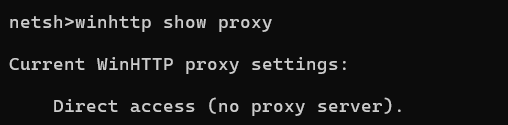 netsh>winhttp show proxy
Current WinHTTP proxy settings:
Direct access (no proxy server).